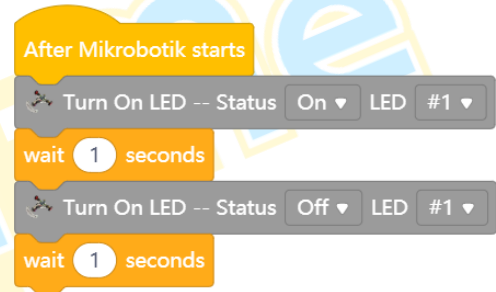 After Mikrobotik starts
Turn On LED -- Status On LED #1
wait 1 seconds
Turn On LED -- Status Off LED #1
wait 1 seconds